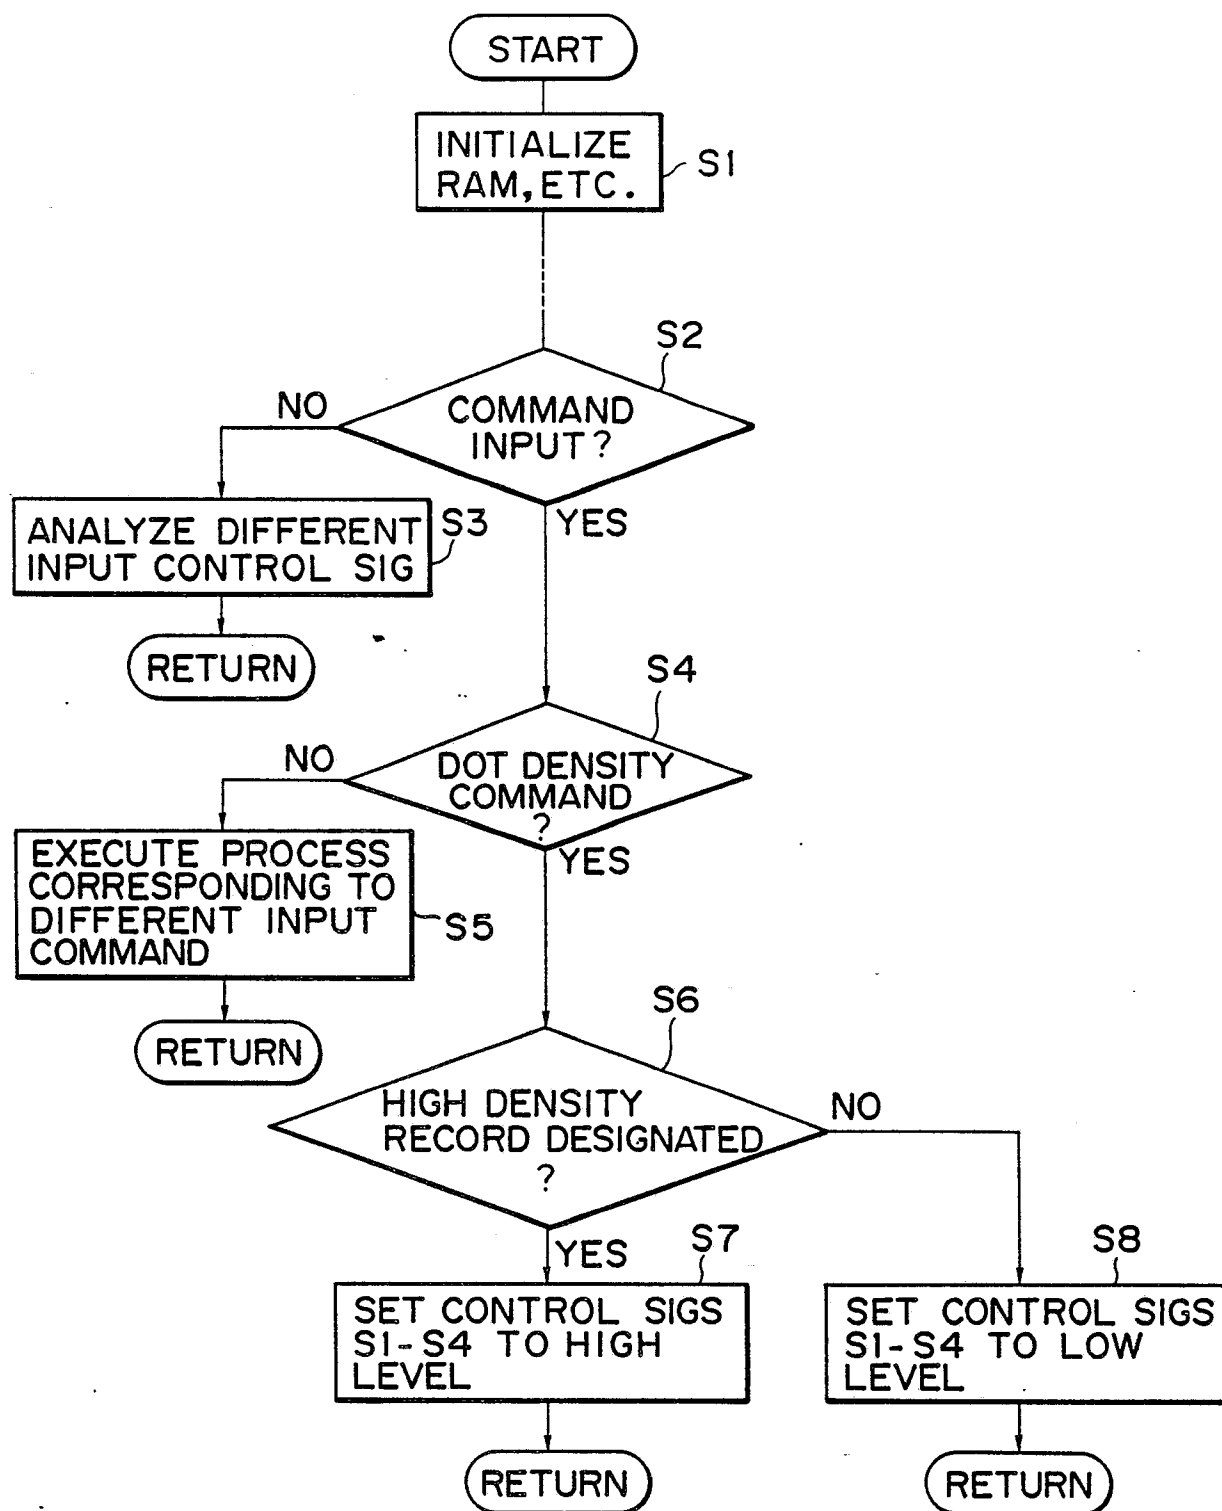 START
INITIALIZE
RAM, ETC.
S1
S2
COMMAND
INPUT?
NO
YES
ANALYZE DIFFERENT
INPUT CONTROL SIG
S3
RETURN
S4
DOT DENSITY
COMMAND
?
NO
YES
EXECUTE PROCESS
CORRESPONDING TO
DIFFERENT INPUT
COMMAND
S5
RETURN
S6
HIGH DENSITY
RECORD DESIGNATED
?
NO
YES
S7
SET CONTROL SIGS
S1-S4 TO HIGH
LEVEL
RETURN
S8
SET CONTROL SIGS
S1-S4 TO LOW
LEVEL
RETURN